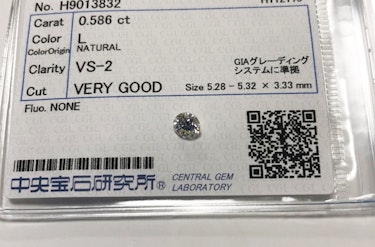 No. H9013832
Carat 0.586 ct
Color L
ColorOrigin NATURAL
Clarity VS-2
GIAグレーディング
システムに準拠
Cut VERY GOOD
Size 5.28 - 5.32 × 3.33 mm
Fluo. NONE
中央宝石研究所®
CENTRAL GEM
LABORATORY